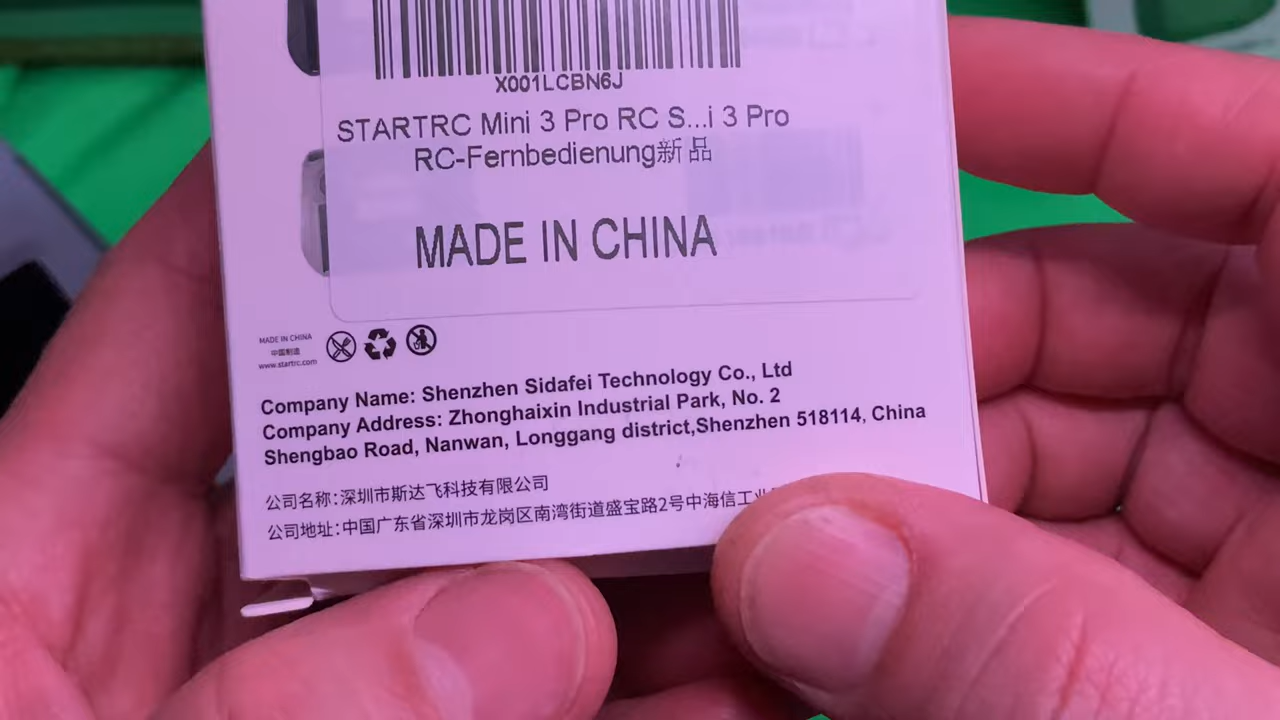 X001LCBN6J
STARTRC Mini 3 Pro RC S...i 3 Pro
RC-Fernbedienung新品
MADE IN CHINA
MADE IN CHINA
中国制造
www.startrc.com
Company Name: Shenzhen Sidafei Technology Co., Ltd
Company Address: Zhonghaixin Industrial Park, No. 2
Shengbao Road, Nanwan, Longgang district,Shenzhen 518114, China
公司名称:深圳市斯达飞科技有限公司
公司地址:中国广东省深圳市龙岗区南湾街道盛宝路2号中海信工